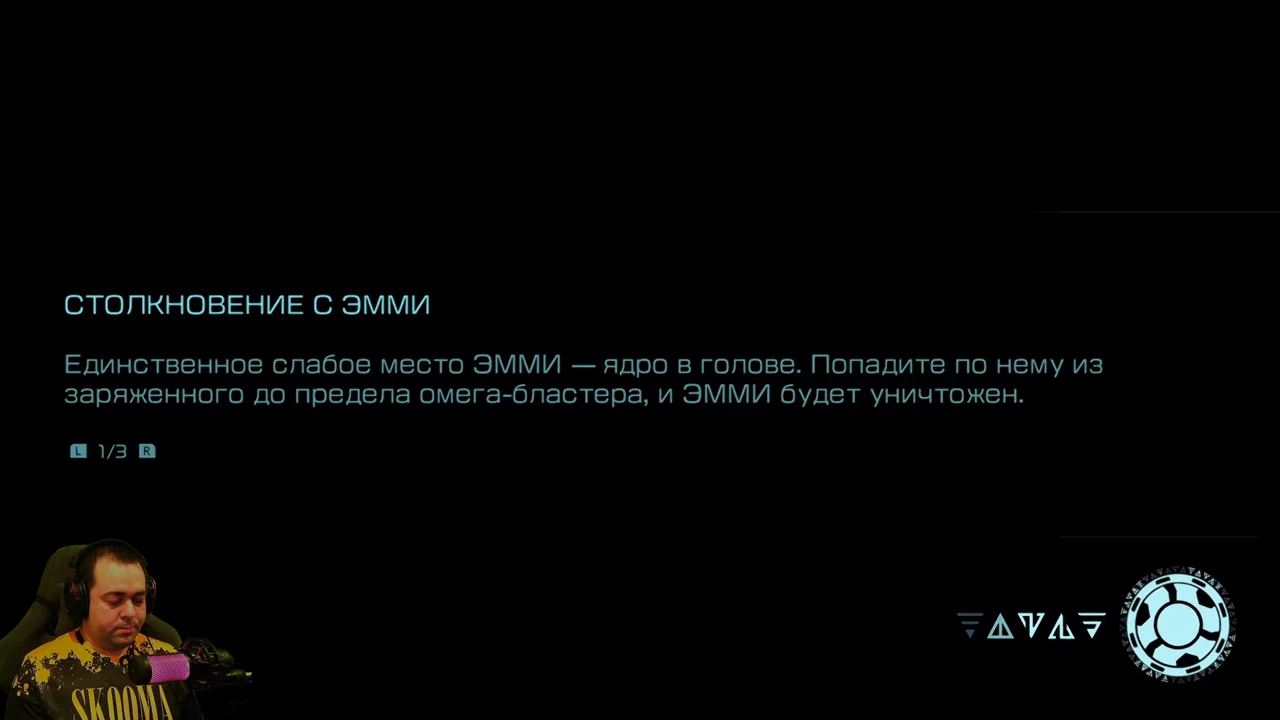 СТОЛКНОВЕНИЕ С ЭММИ
Единственное слабое место ЭММИ — ядро в голове. Попадите по нему из
заряженного до предела омега-бластера, и ЭММИ будет уничтожен.
L 1/3 R
SKOOMA